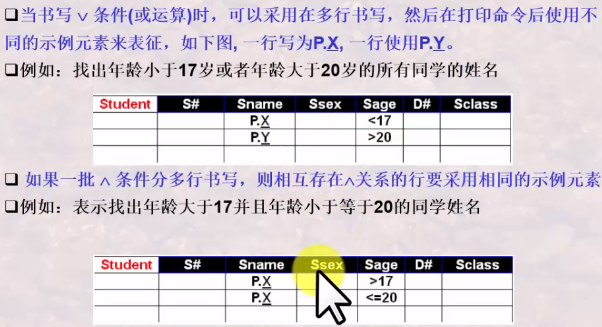 ❑当书写 ∨ 条件(或运算)时，可以采用在多行书写，然后在打印命令后使用不
同的示例元素来表征，如下图, 一行写为P.X, 一行使用P.Y。
❑例如：找出年龄小于17岁或者年龄大于20岁的所有同学的姓名
Student S# Sname Ssex Sage D# Sclass
P.X <17
P.Y >20
❑ 如果一批 ∧ 条件分多行书写，则相互存在∧关系的行要采用相同的示例元素
❑例如：表示找出年龄大于17并且年龄小于等于20的同学姓名
Student S# Sname Ssex Sage D# Sclass
P.X >17
P.X <=20